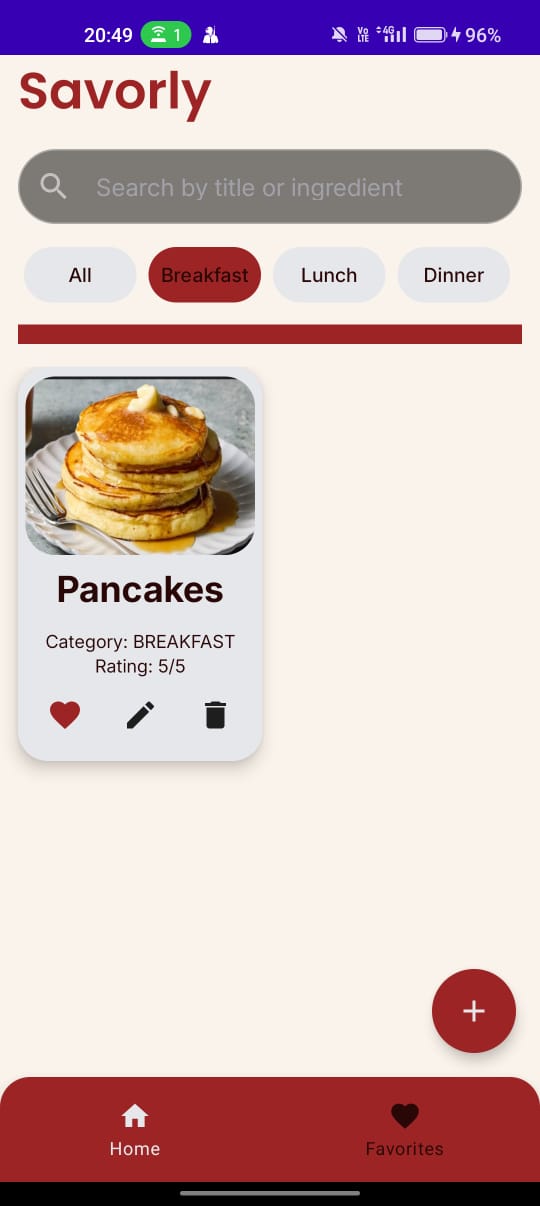 20:49 1 Vo LTE 4G 96%
Savorly
Search by title or ingredient
All Breakfast Lunch Dinner
Pancakes
Category: BREAKFAST
Rating: 5/5
Home Favorites